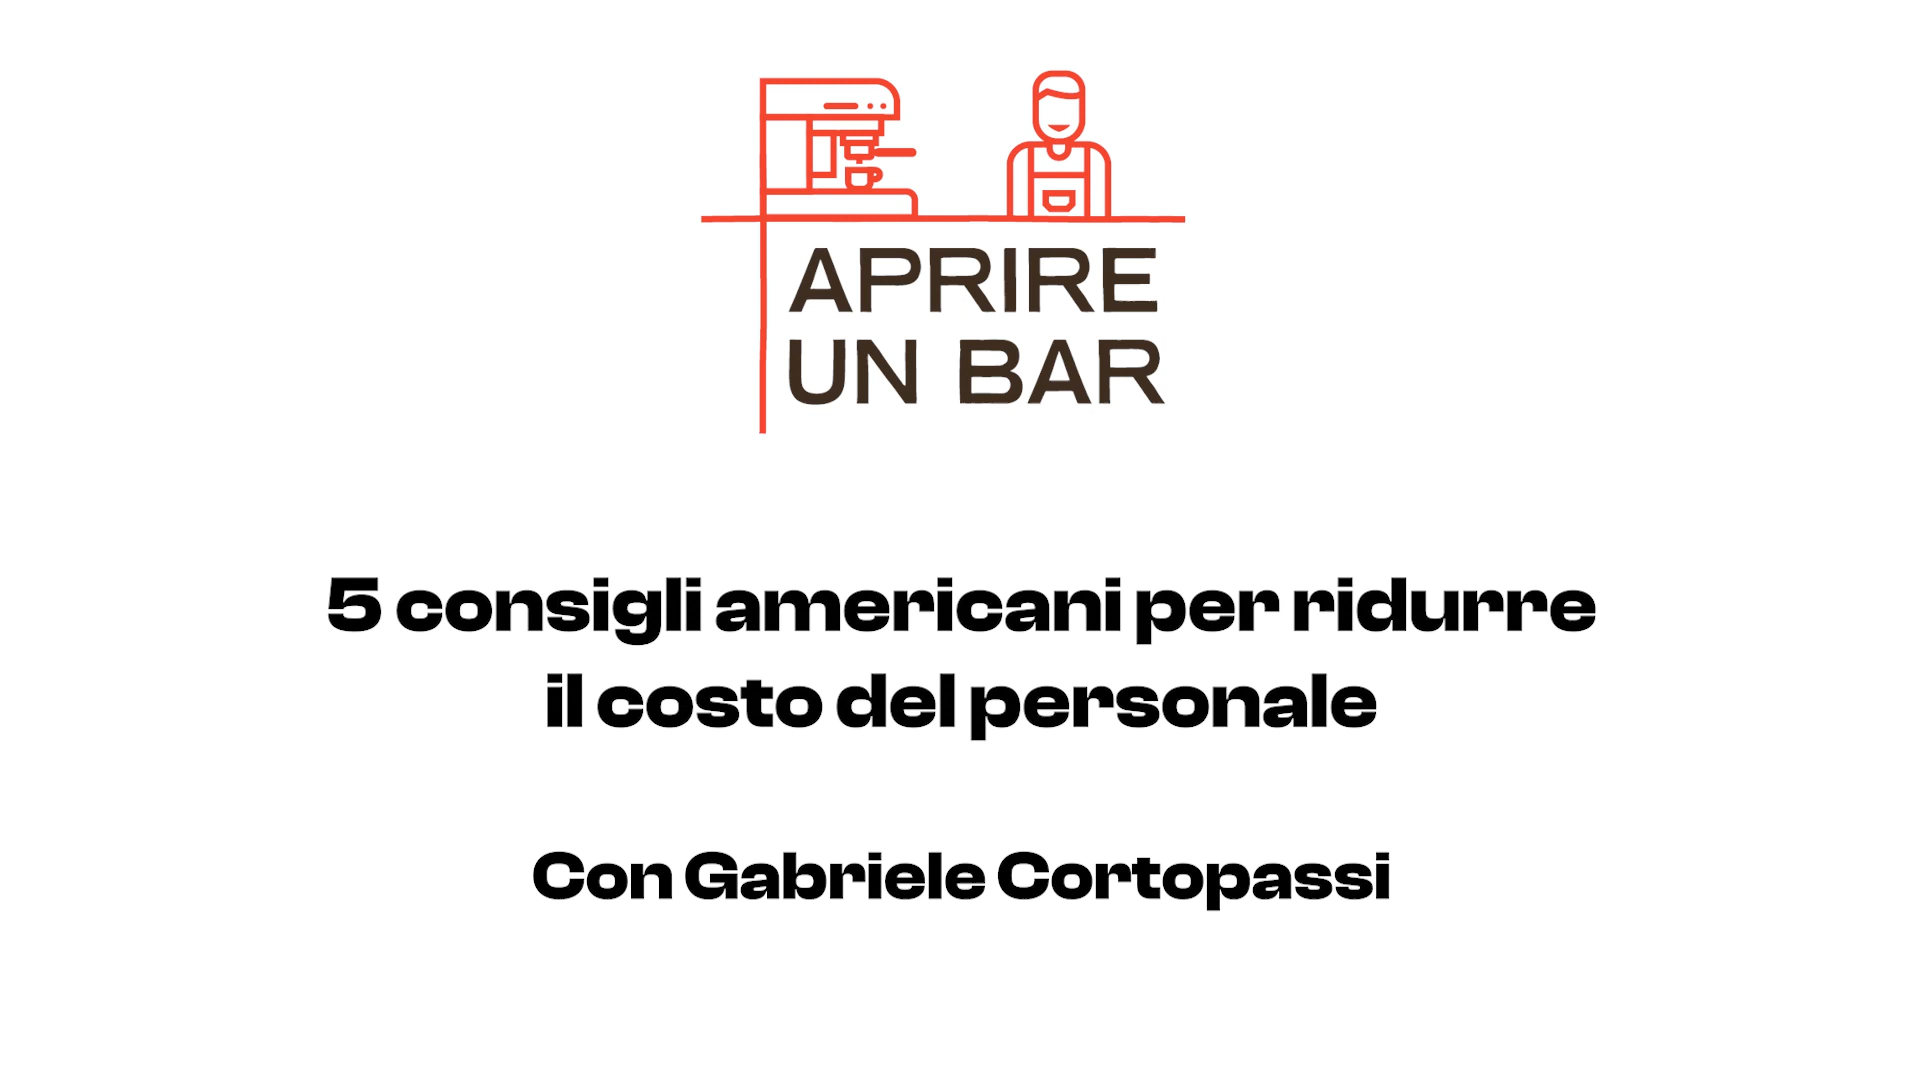 APRIRE
UN BAR
5 consigli americani per ridurre
il costo del personale
Con Gabriele Cortopassi